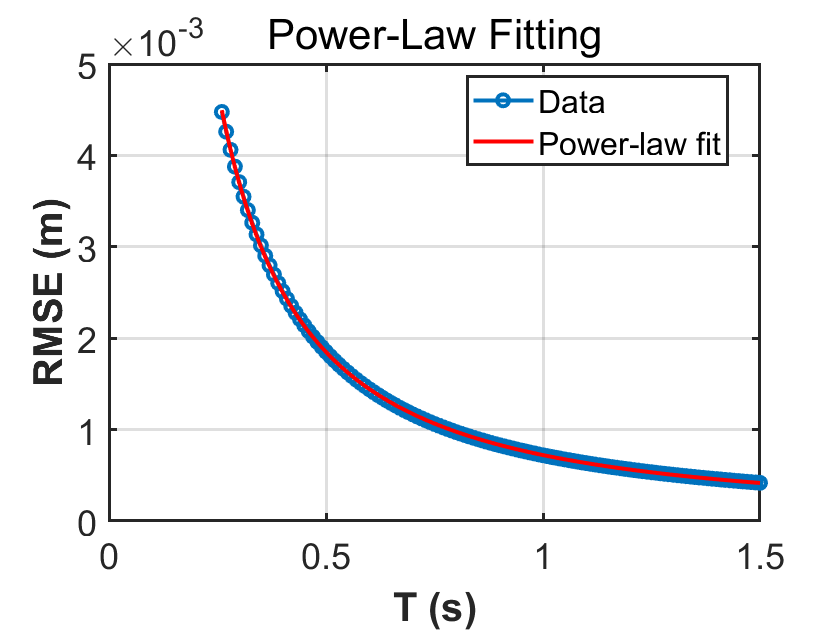 Power-Law Fitting
×10⁻³
5
4
3
2
1
0
RMSE (m)
Data
Power-law fit
0
0.5
1
1.5
T (s)